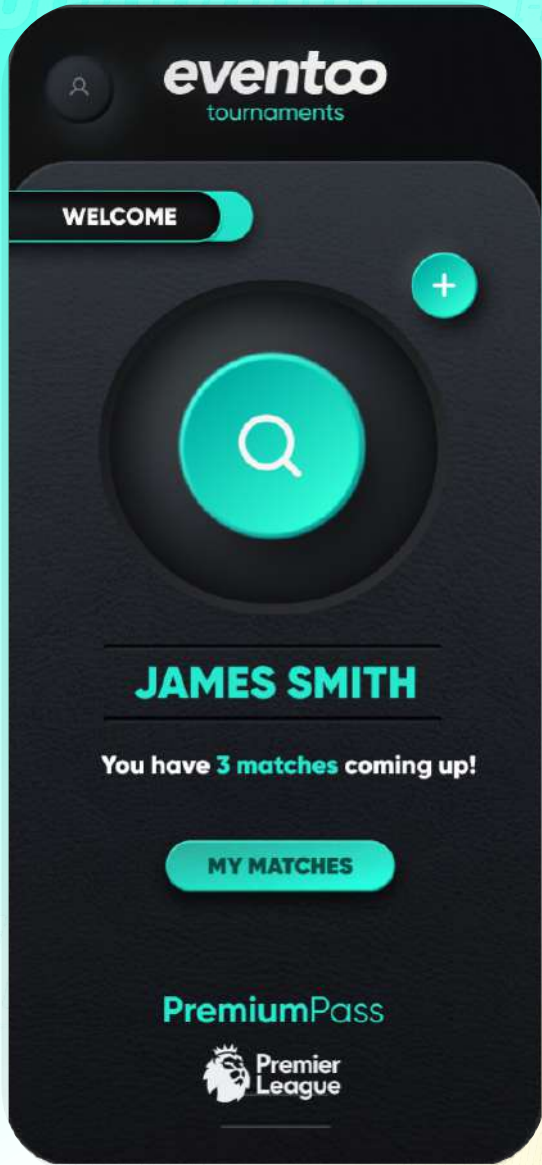 eventoo
tournaments
WELCOME
JAMES SMITH
You have 3 matches coming up!
MY MATCHES
PremiumPass
Premier
League